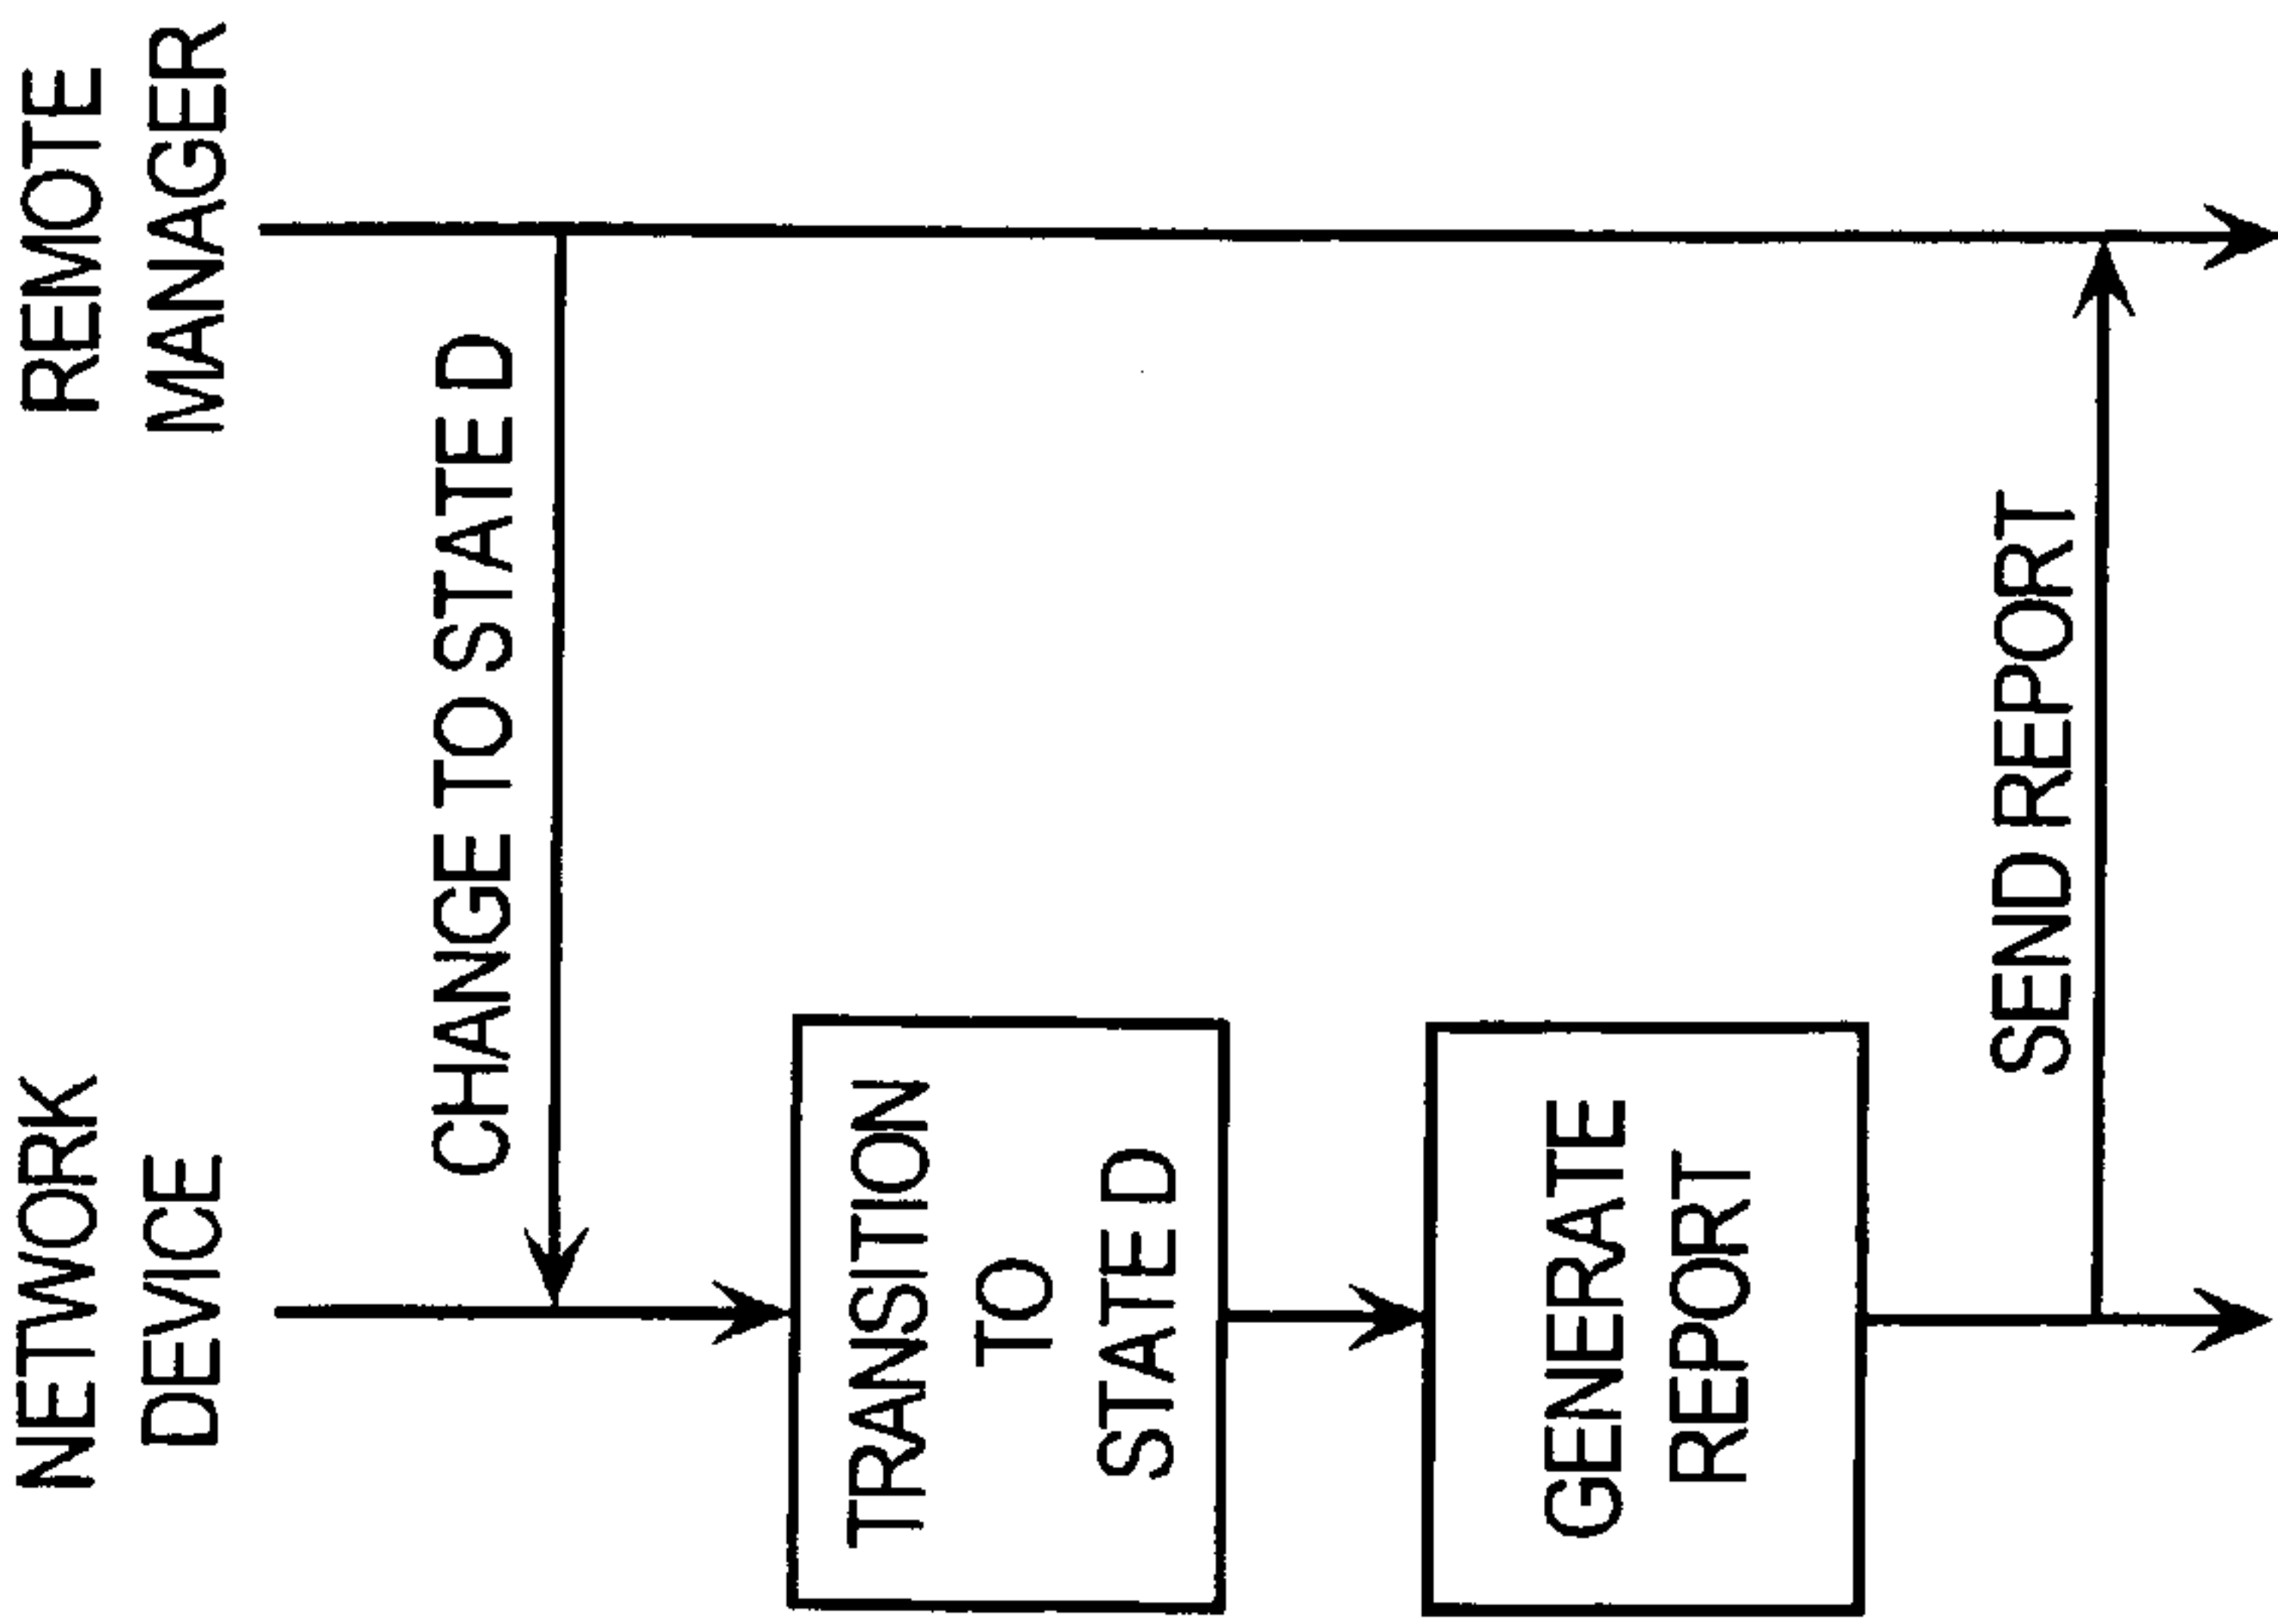 NETWORK
DEVICE
REMOTE
MANAGER
CHANGE TO STATE D
TRANSITION
TO
STATE D
GENERATE
REPORT
SEND REPORT